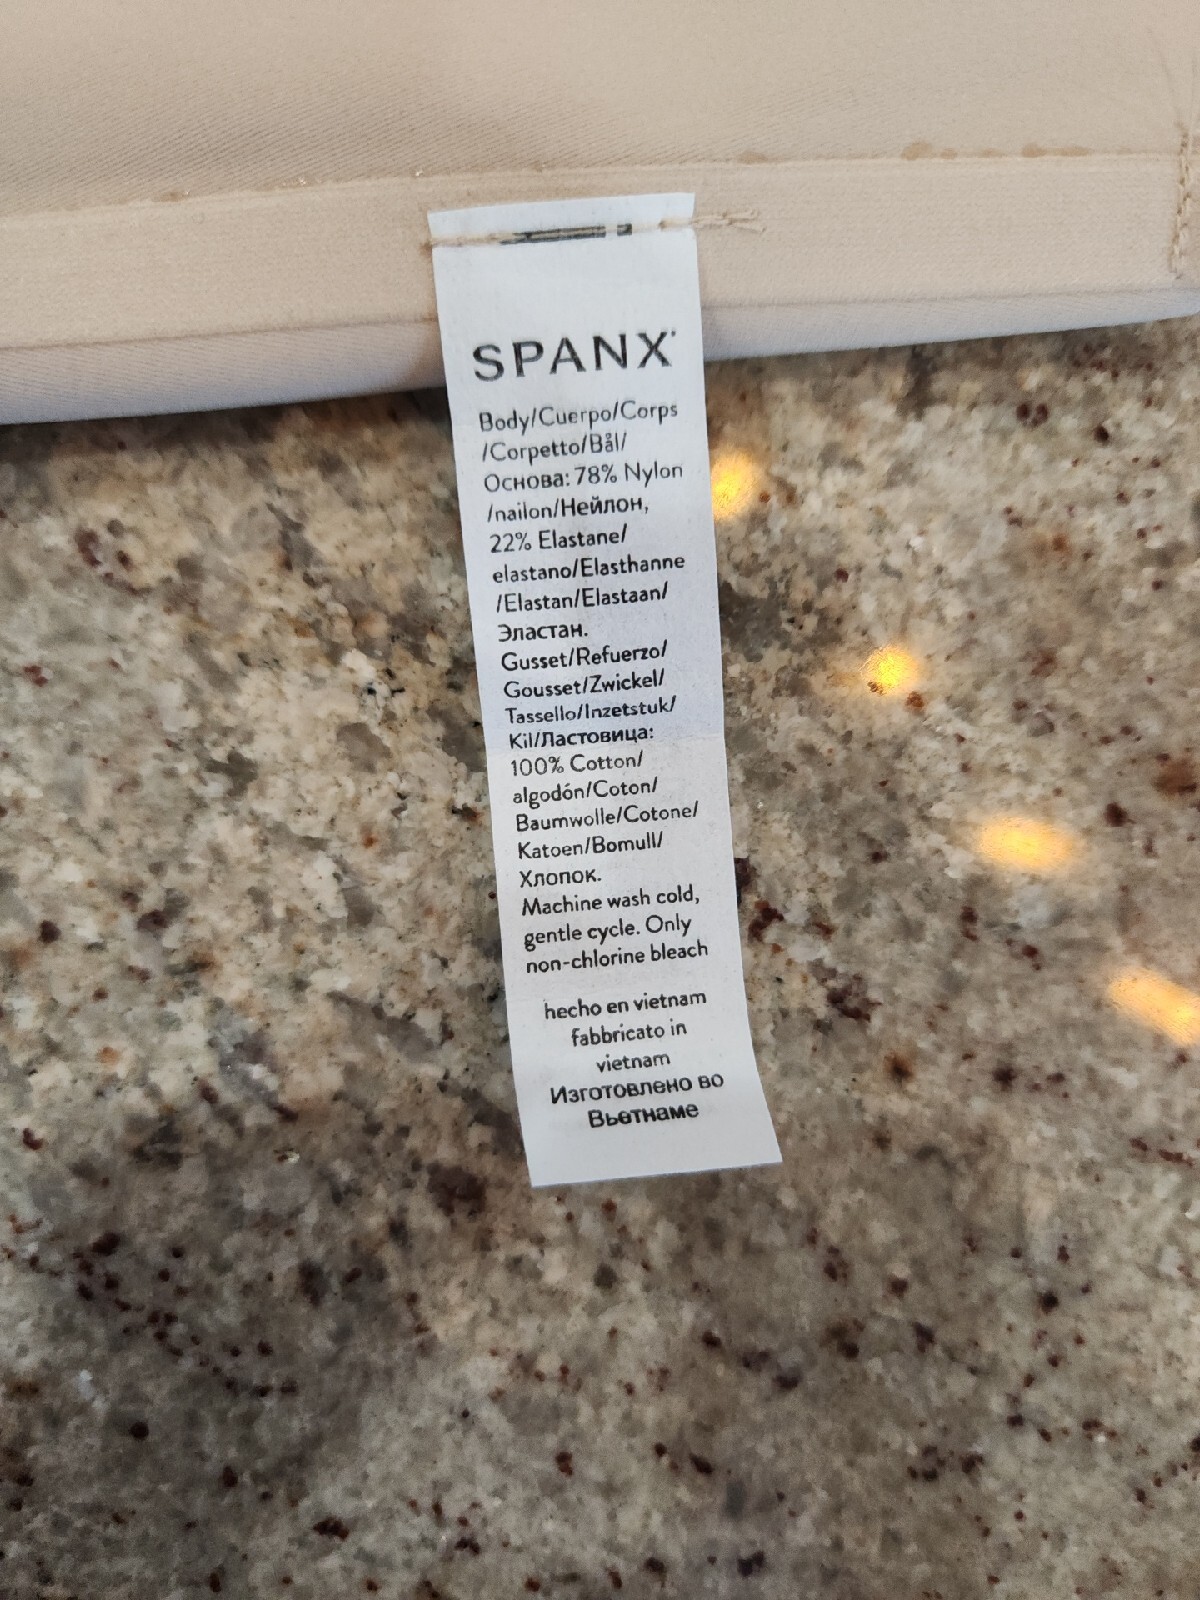 SPANX
Body/Cuerpo/Corps
/Corpetto/Bål/
Основа: 78% Nylon
/nailon/Нейлон,
22% Elastane/
elastano/Elasthanne
/Elastan/Elastaan/
Эластан.
Gusset/Refuerzo/
Gousset/Zwickel/
Tassello/Inzetstuk/
Kil/Ластовица:
100% Cotton/
algodón/Coton/
Baumwolle/Cotone/
Katoen/Bomull/
Хлопок.
Machine wash cold,
gentle cycle. Only
non-chlorine bleach
hecho en vietnam
fabbricato in
vietnam
Изготовлено во
Вьетнаме